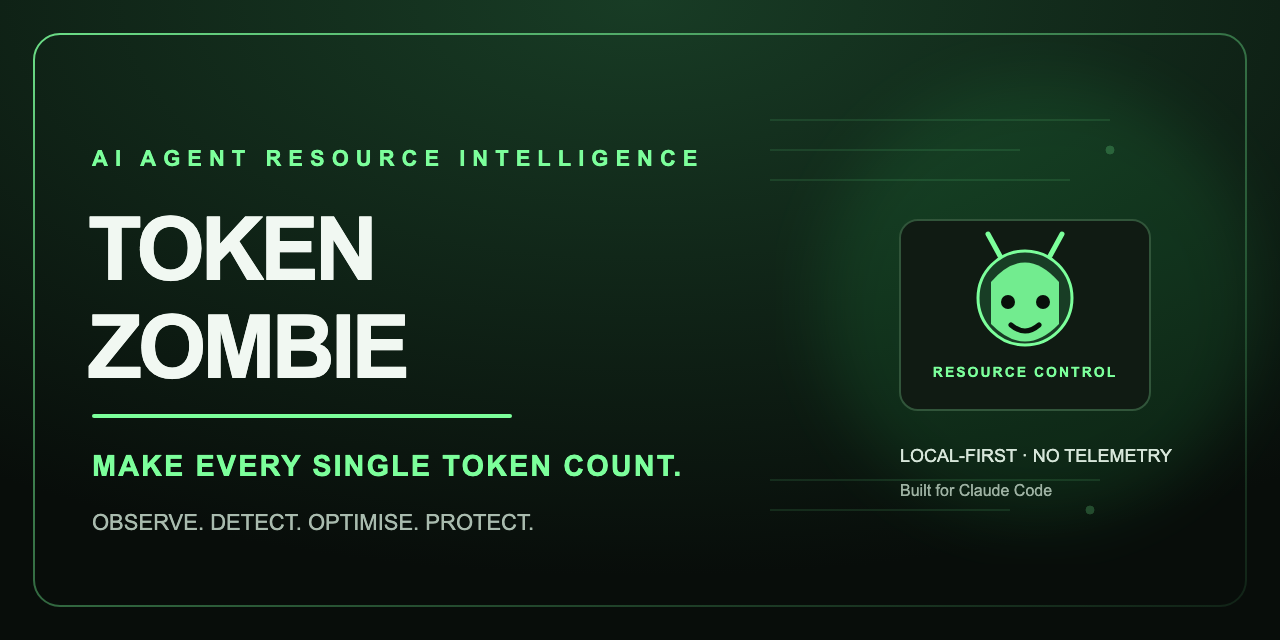 AI AGENT RESOURCE INTELLIGENCE
TOKEN
ZOMBIE
MAKE EVERY SINGLE TOKEN COUNT.
OBSERVE. DETECT. OPTIMISE. PROTECT.
RESOURCE CONTROL
LOCAL-FIRST · NO TELEMETRY
Built for Claude Code